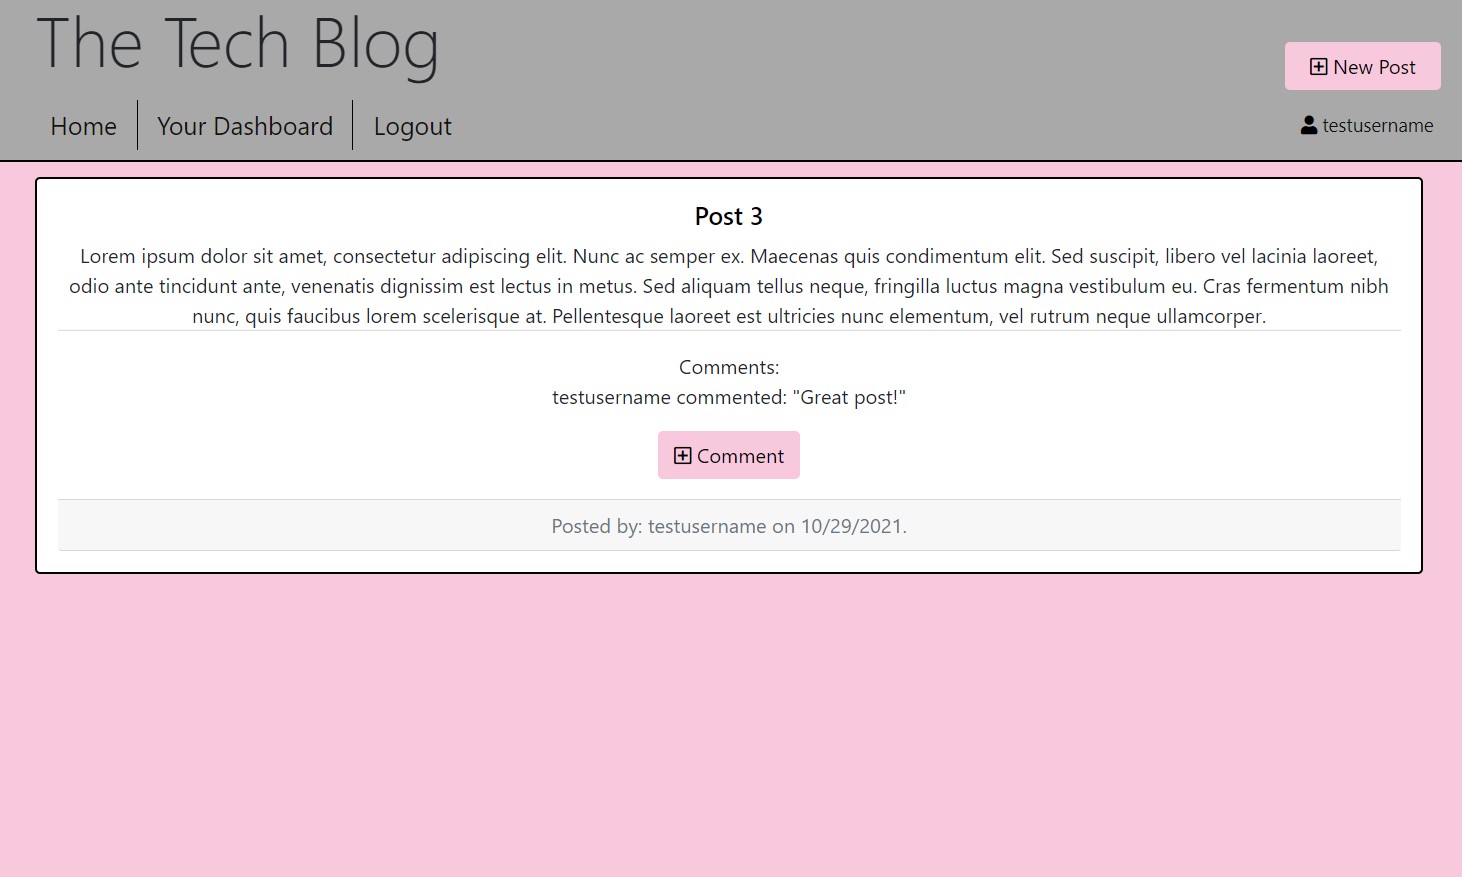 The Tech Blog
New Post
Home
Your Dashboard
Logout
testusername
Post 3
Lorem ipsum dolor sit amet, consectetur adipiscing elit. Nunc ac semper ex. Maecenas quis condimentum elit. Sed suscipit, libero vel lacinia laoreet,
odio ante tincidunt ante, venenatis dignissim est lectus in metus. Sed aliquam tellus neque, fringilla luctus magna vestibulum eu. Cras fermentum nibh
nunc, quis faucibus lorem scelerisque at. Pellentesque laoreet est ultricies nunc elementum, vel rutrum neque ullamcorper.
Comments:
testusername commented: "Great post!"
Comment
Posted by: testusername on 10/29/2021.